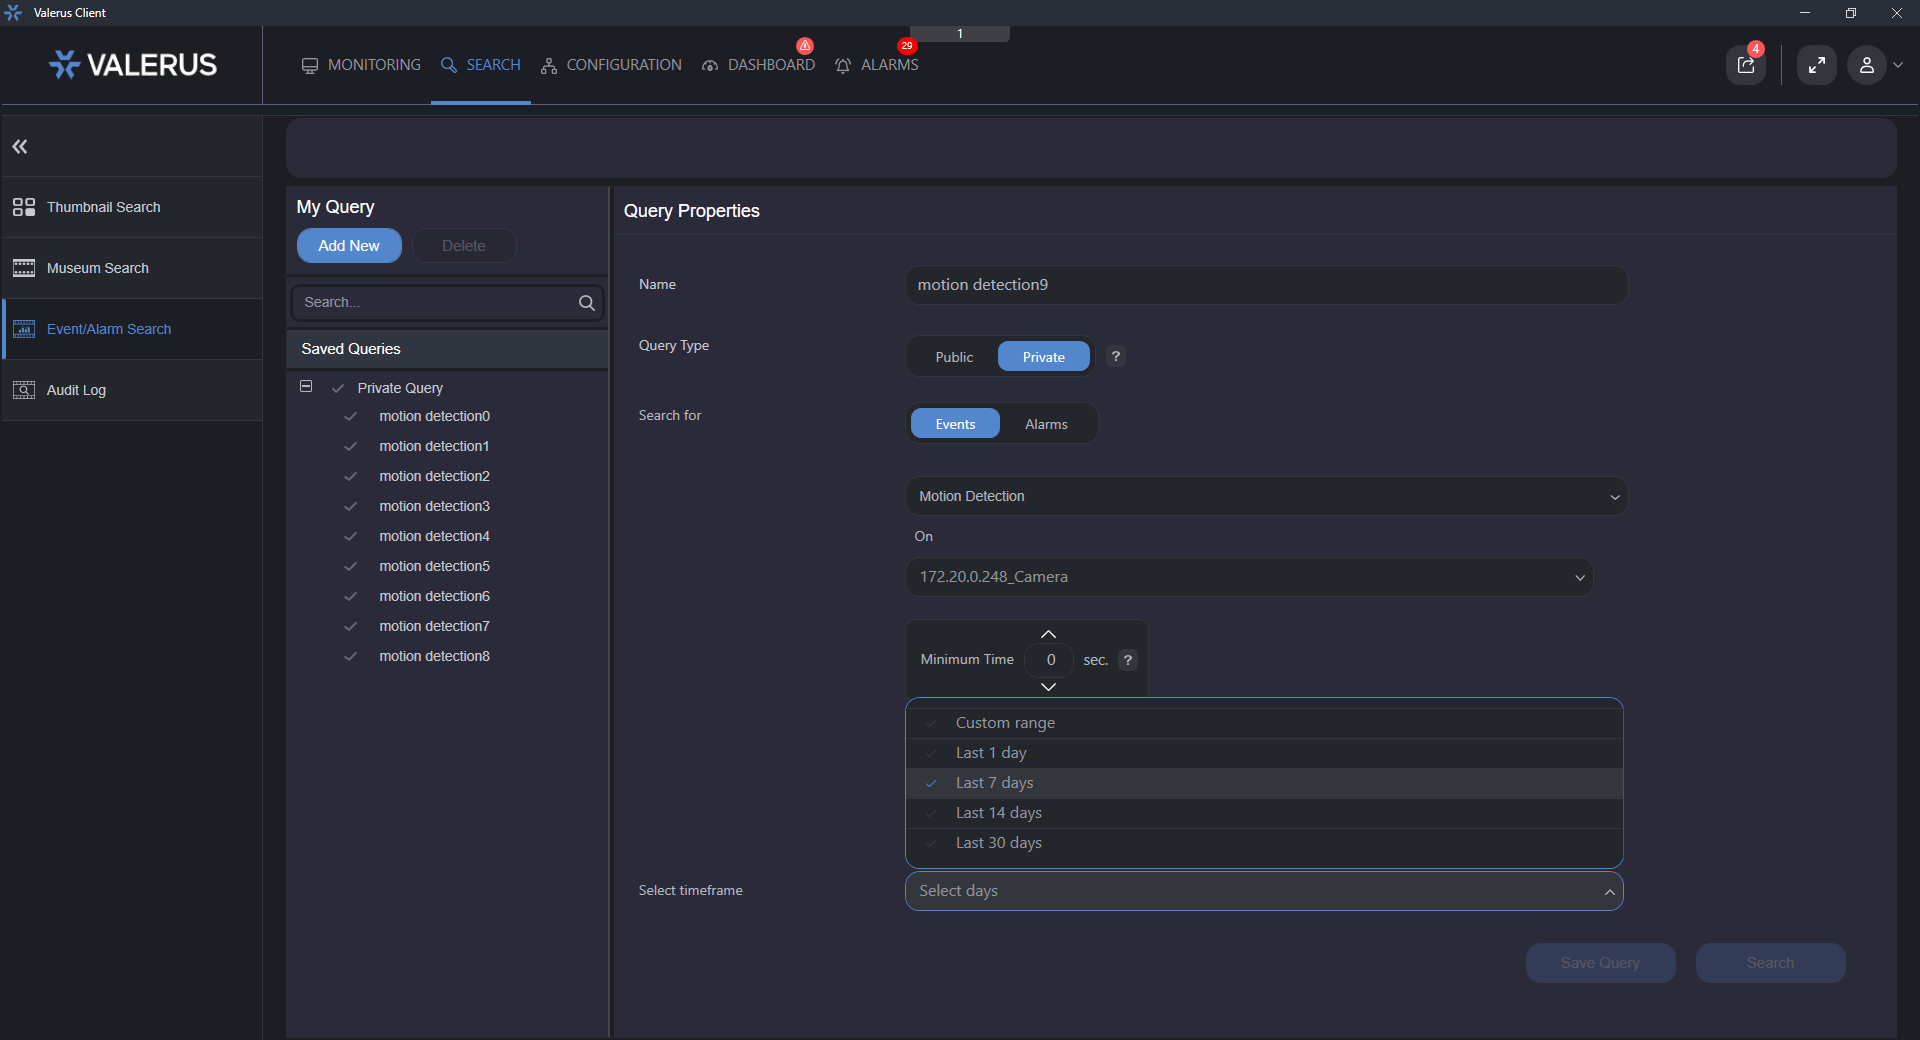 Valerus Client
1
VALERUS
MONITORING
SEARCH
CONFIGURATION
DASHBOARD
29
ALARMS
4
Thumbnail Search
Museum Search
Event/Alarm Search
Audit Log
My Query
Add New
Delete
Search...
Saved Queries
Private Query
motion detection0
motion detection1
motion detection2
motion detection3
motion detection4
motion detection5
motion detection6
motion detection7
motion detection8
Query Properties
Name
motion detection9
Query Type
Public
Private
?
Search for
Events
Alarms
Motion Detection
On
172.20.0.248_Camera
Minimum Time
0
sec.
?
Custom range
Last 1 day
Last 7 days
Last 14 days
Last 30 days
Select timeframe
Select days
Save Query
Search